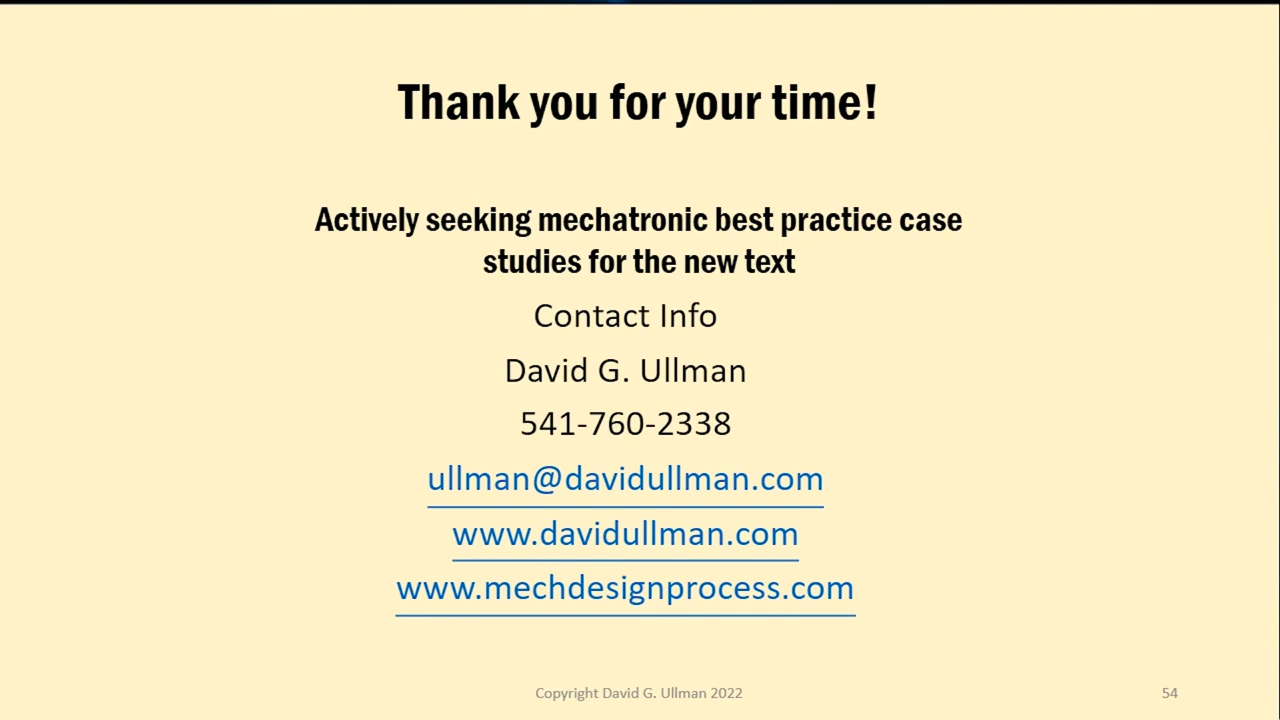 Thank you for your time!
Actively seeking mechatronic best practice case
studies for the new text
Contact Info
David G. Ullman
541-760-2338
ullman@davidullman.com
www.davidullman.com
www.mechdesignprocess.com
Copyright David G. Ullman 2022
54